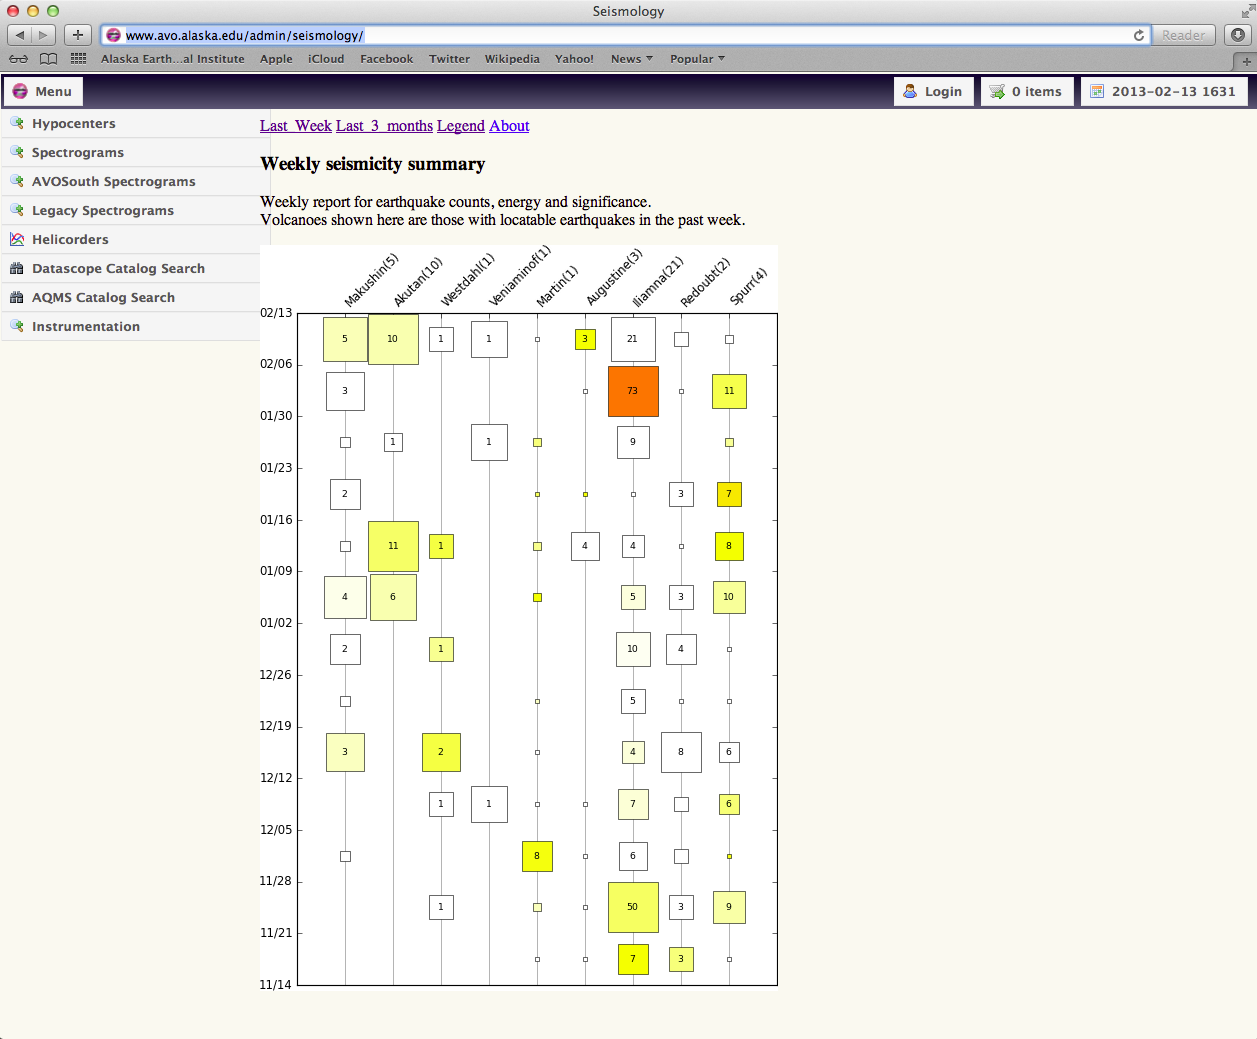 Seismology
www.avo.alaska.edu/admin/seismology/
Reader
Alaska Earth...al Institute Apple iCloud Facebook Twitter Wikipedia Yahoo! News Popular
Menu
Login
0 items
2013-02-13 1631
Hypocenters
Spectrograms
AVOSouth Spectrograms
Legacy Spectrograms
Helicorders
Datascope Catalog Search
AQMS Catalog Search
Instrumentation
Last_Week Last_3_months Legend About
Weekly seismicity summary
Weekly report for earthquake counts, energy and significance.
Volcanoes shown here are those with locatable earthquakes in the past week.
Makushin(5) Akutan(10) Westdahl(1) Veniaminof(1) Martin(1) Augustine(3) Iliamna(21) Redoubt(2) Spurr(4)
02/13
5 10 1 1 3 21
02/06
3 73 11
01/30
1 1 9
01/23
2 3 7
01/16
11 1 4 4 8
01/09
4 6 5 3 10
01/02
2 1 10 4
12/26
5
12/19
3 2 4 8 6
12/12
1 1 7 6
12/05
8 6
11/28
1 50 3 9
11/21
7 3
11/14